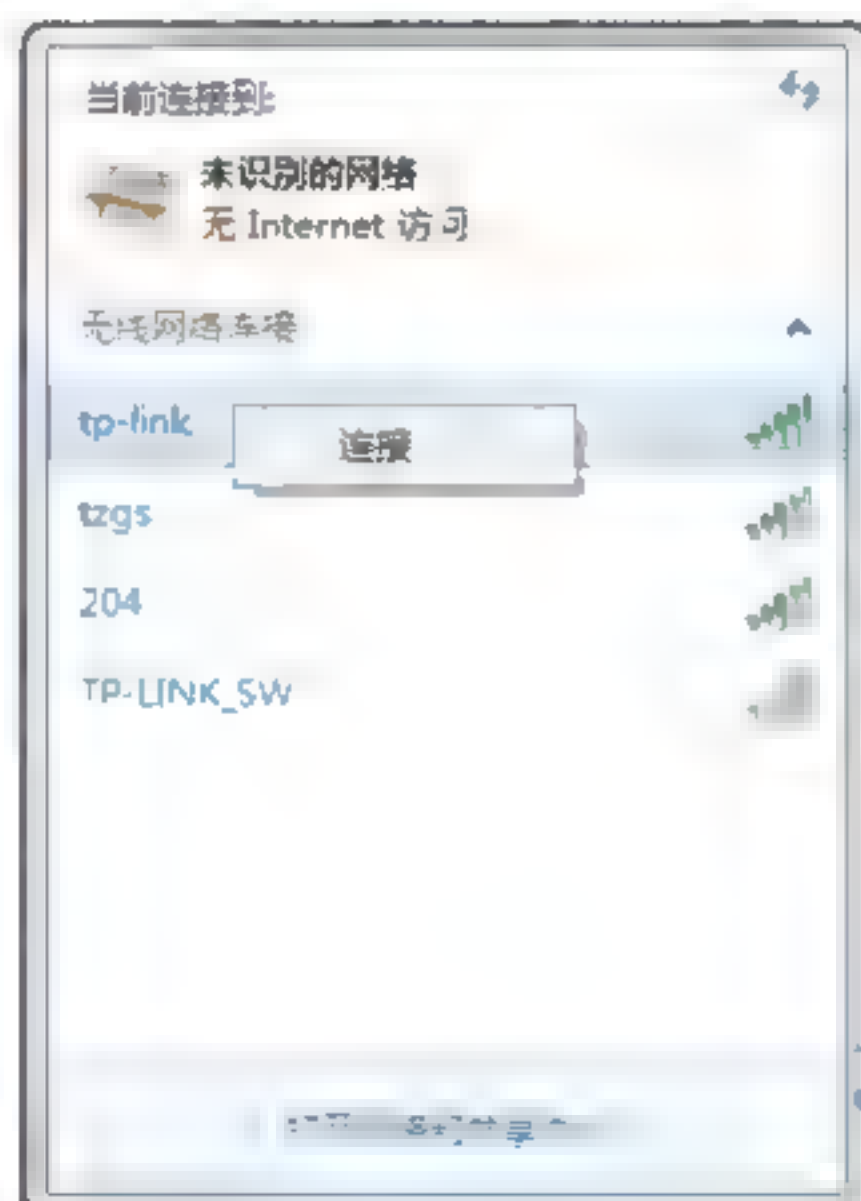 当前连接到:
未识别的网络
无 Internet 访问
无线网络连接
tp-link
连接
tzgs
204
TP-LINK_SW